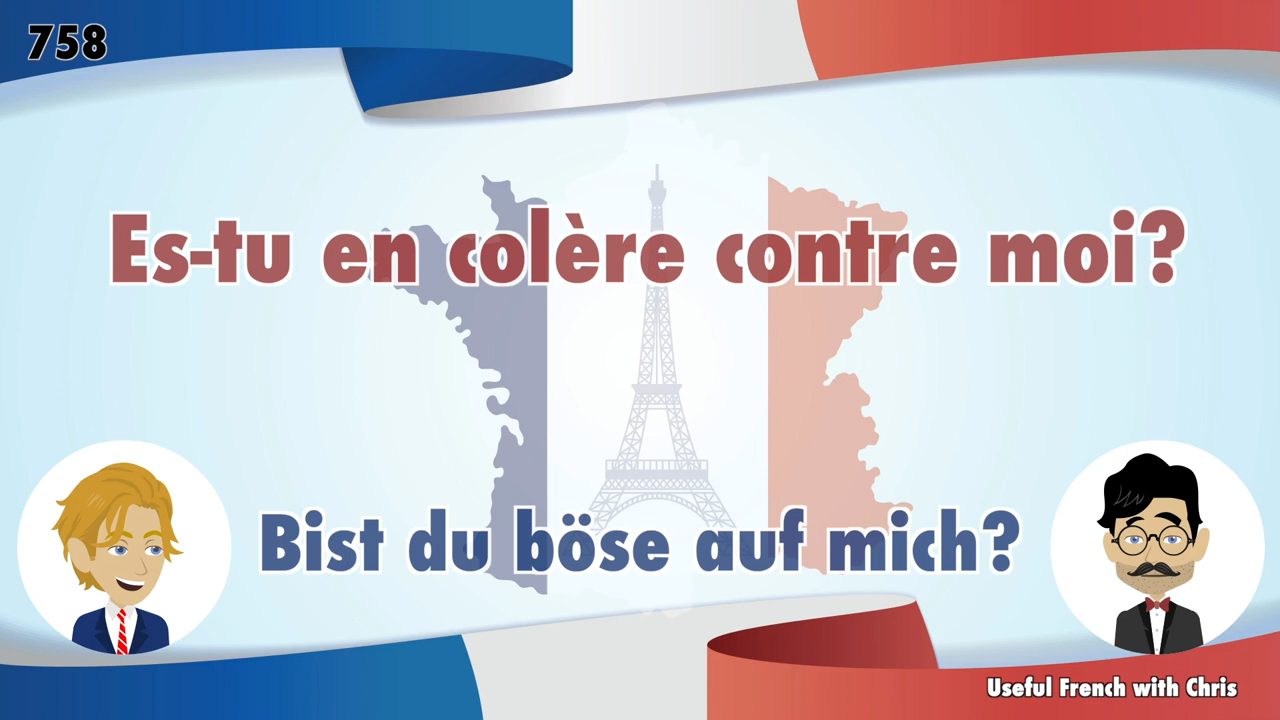 758
Es-tu en colère contre moi?
Bist du böse auf mich?
Useful French with Chris